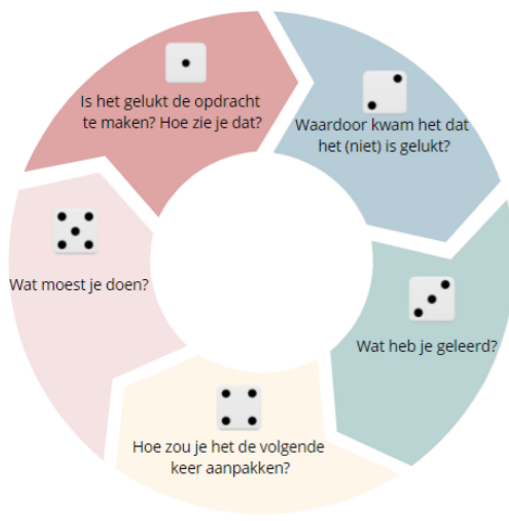 Is het gelukt de opdracht
te maken? Hoe zie je dat?
Waardoor kwam het dat
het (niet) is gelukt?
Wat heb je geleerd?
Hoe zou je het de volgende
keer aanpakken?
Wat moest je doen?